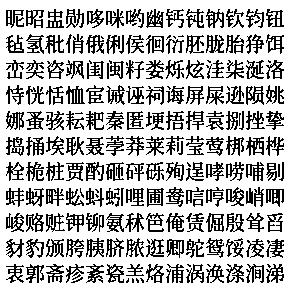 昵昭盅勋哆咪哟幽钙钝钠钦钧钮
毡氢秕俏俄俐侯徊衍胚胧胎狰饵
峦奕咨飒闺闽籽娄烁炫洼柒涎洛
恃恍恬恤宦诫诬祠诲屏屎逊陨姚
娜蚤骇耘耙秦匿埂捂捍袁捌挫挚
捣捅埃耿聂荸莽莱莉莹莺梆栖桦
栓桅桩贾酌砸砰砾殉逞哮唠哺剔
蚌蚜畔蚣蚪蚓哩圃鸯唁哼唆峭唧
峻赂赃钾铆氨秫笆俺赁倔殷耸舀
豺豹颁胯胰脐脓逛卿鸵鸳馁凌凄
衷郭斋疹紊瓷羔烙浦涡涣涤涧涕